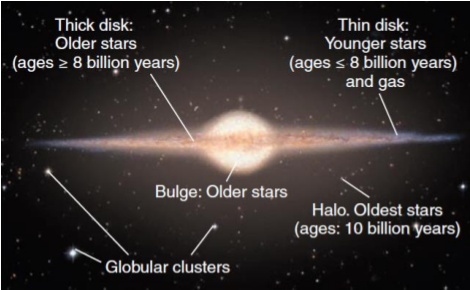 Thick disk:
Older stars
(ages ≥ 8 billion years)
Thin disk:
Younger stars
(ages ≤ 8 billion years)
and gas
Bulge: Older stars
Halo. Oldest stars
(ages: 10 billion years)
Globular clusters